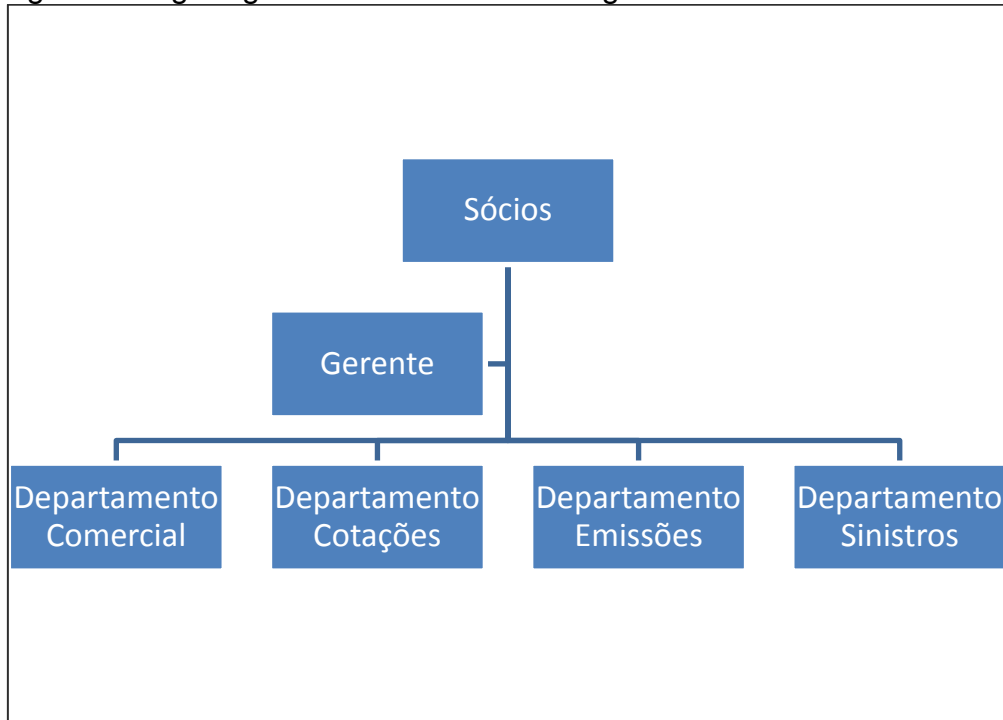 Sócios
Gerente
Departamento
Comercial
Departamento
Cotações
Departamento
Emissões
Departamento
Sinistros